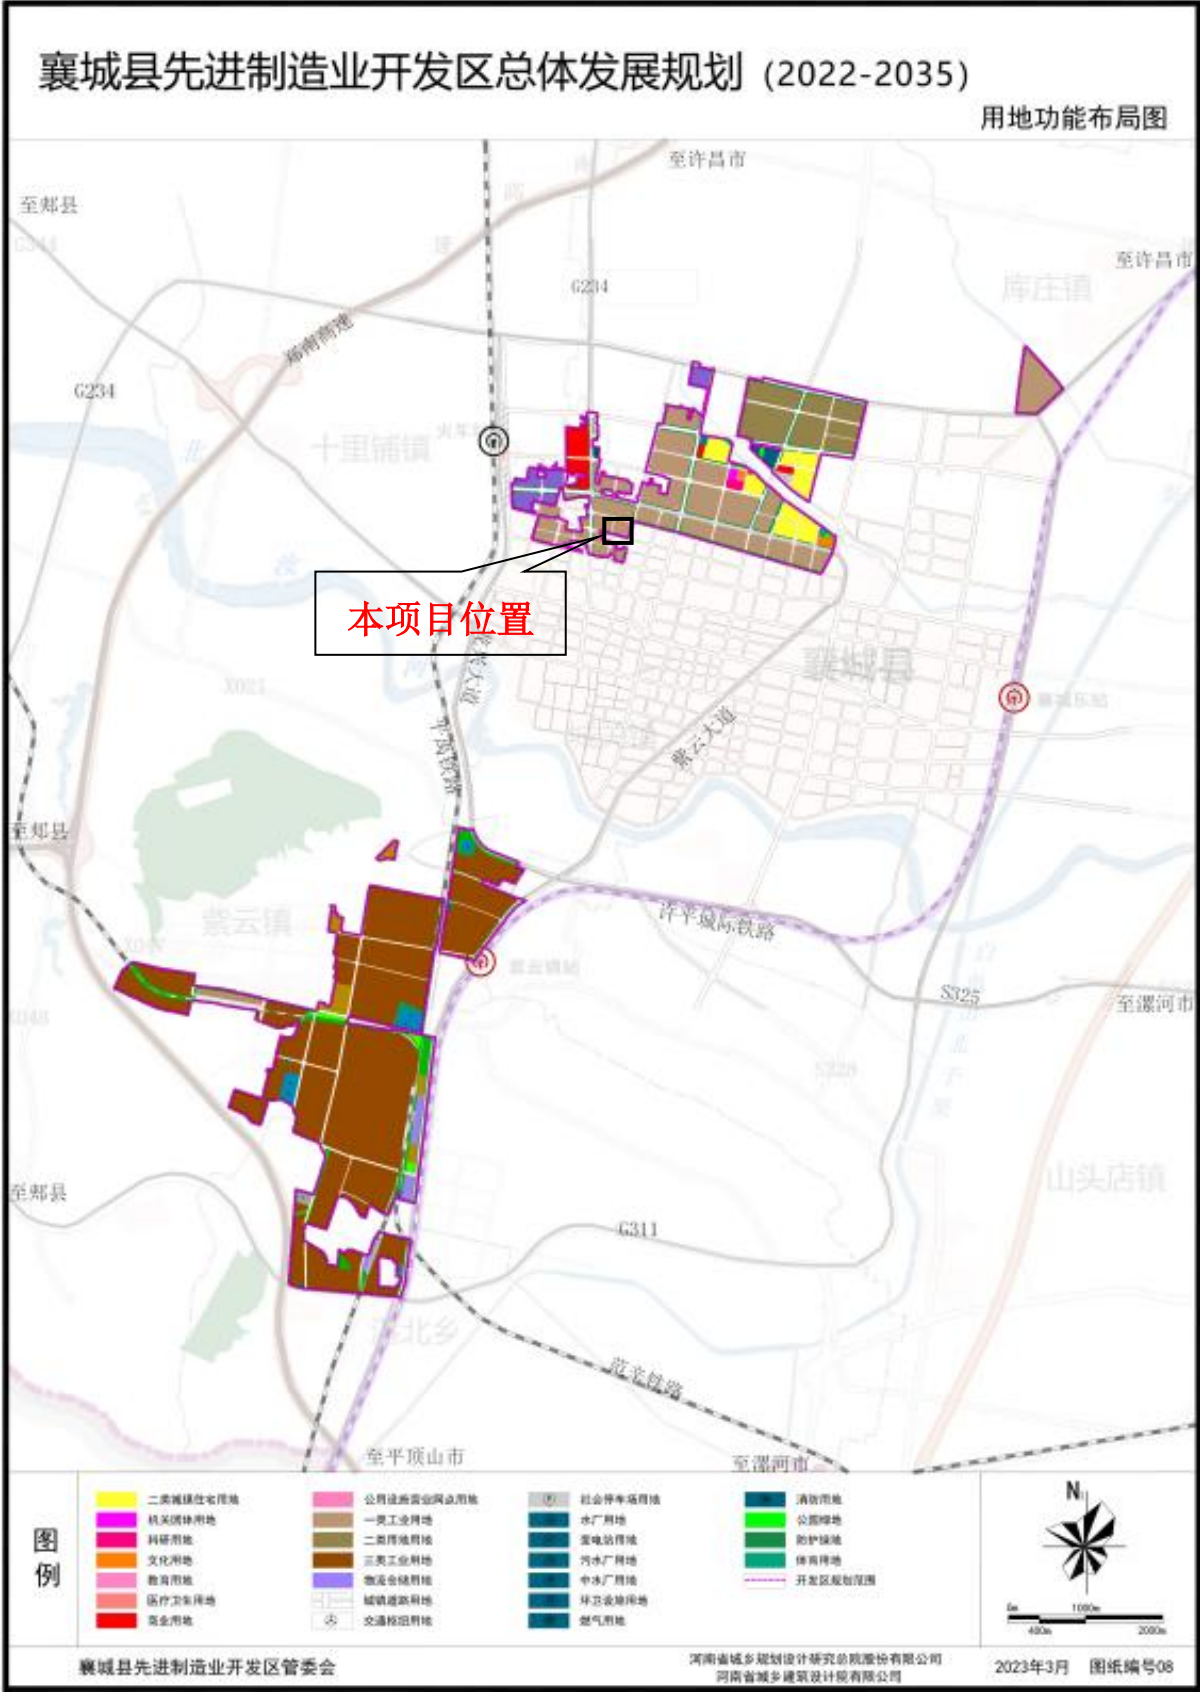 襄城县先进制造业开发区总体发展规划（2022-2035）
用地功能布局图
至许昌市
至郏县
至许昌市
库庄镇
G234
郑南高速
G234
北
十里铺镇
汝
本项目位置
河
襄城县
X021
紫云大道
至郏县
紫云镇
许平城际铁路
S325
至漯河市
S228
至郏县
山头店镇
G311
北乡
至平顶山市
至漯河市
图例
二类城镇住宅用地
机关团体用地
科研用地
文化用地
教育用地
医疗卫生用地
商业用地
公用设施营业网点用地
一类工业用地
二类工业用地
三类工业用地
物流仓储用地
城镇道路用地
交通枢纽用地
社会停车场用地
水厂用地
变电站用地
污水厂用地
中水厂用地
环卫设施用地
燃气用地
消防用地
公园绿地
防护绿地
体育用地
开发区规划范围
N
0m 1000m
400m 2000m
襄城县先进制造业开发区管委会
河南省城乡规划设计研究总院股份有限公司
河南省城乡建筑设计院有限公司
2023年3月 图纸编号08